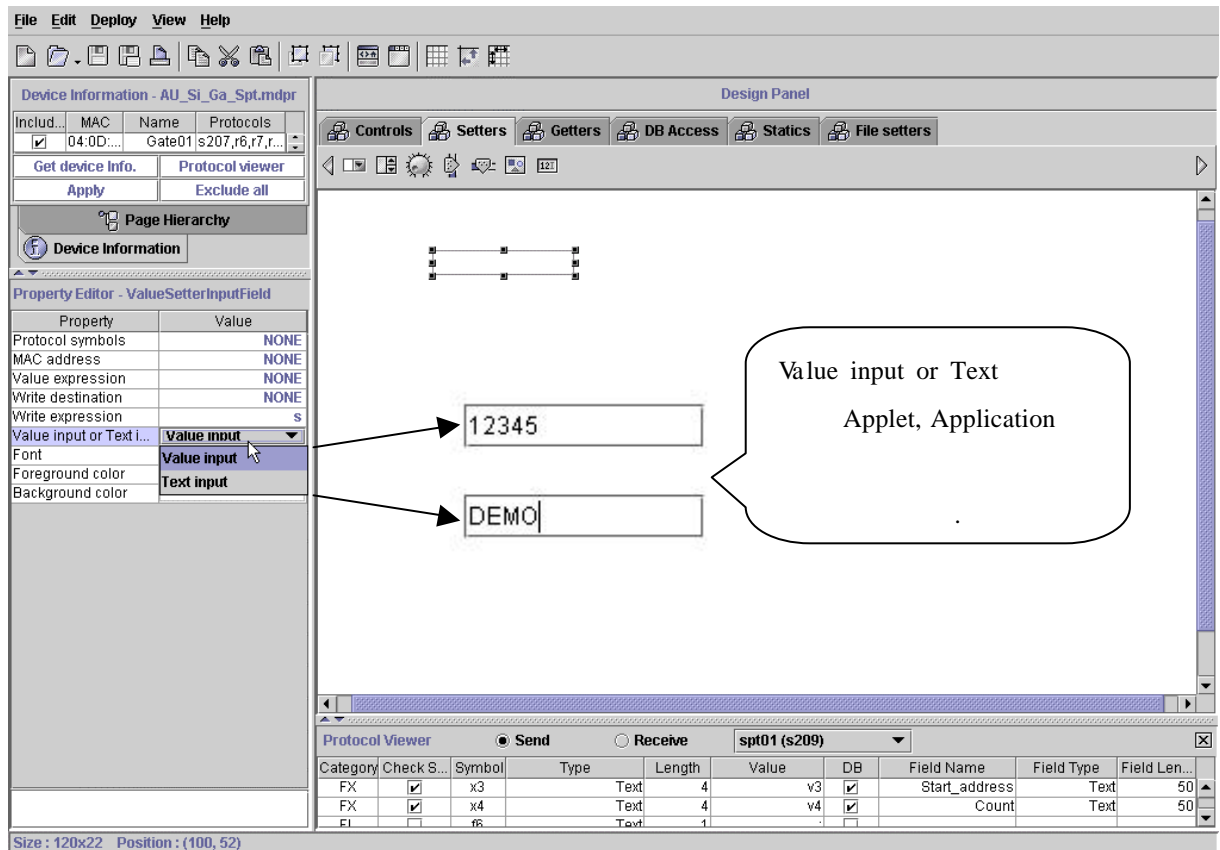 File Edit Deploy View Help
Device Information - AU_Si_Ga_Spt.mdpr
Includ... MAC Name Protocols
04:0D:... Gate01 s207,r6,r7,r...
Get device Info. Protocol viewer
Apply Exclude all
Page Hierarchy
Device Information
Property Editor - ValueSetterInputField
Property Value
Protocol symbols NONE
MAC address NONE
Value expression NONE
Write destination NONE
Write expression s
Value input or Text i... Value input
Font
Foreground color
Background color
Value input
Text input
Design Panel
Controls Setters Getters DB Access Statics File setters
12345
DEMO
Value input or Text
Applet, Application
.
Protocol Viewer Send Receive spt01 (s209)
Category Check S... Symbol Type Length Value DB Field Name Field Type Field Len...
FX x3 Text 4 v3 Start_address Text 50
FX x4 Text 4 v4 Count Text 50
Size : 120x22 Position : (100, 52)